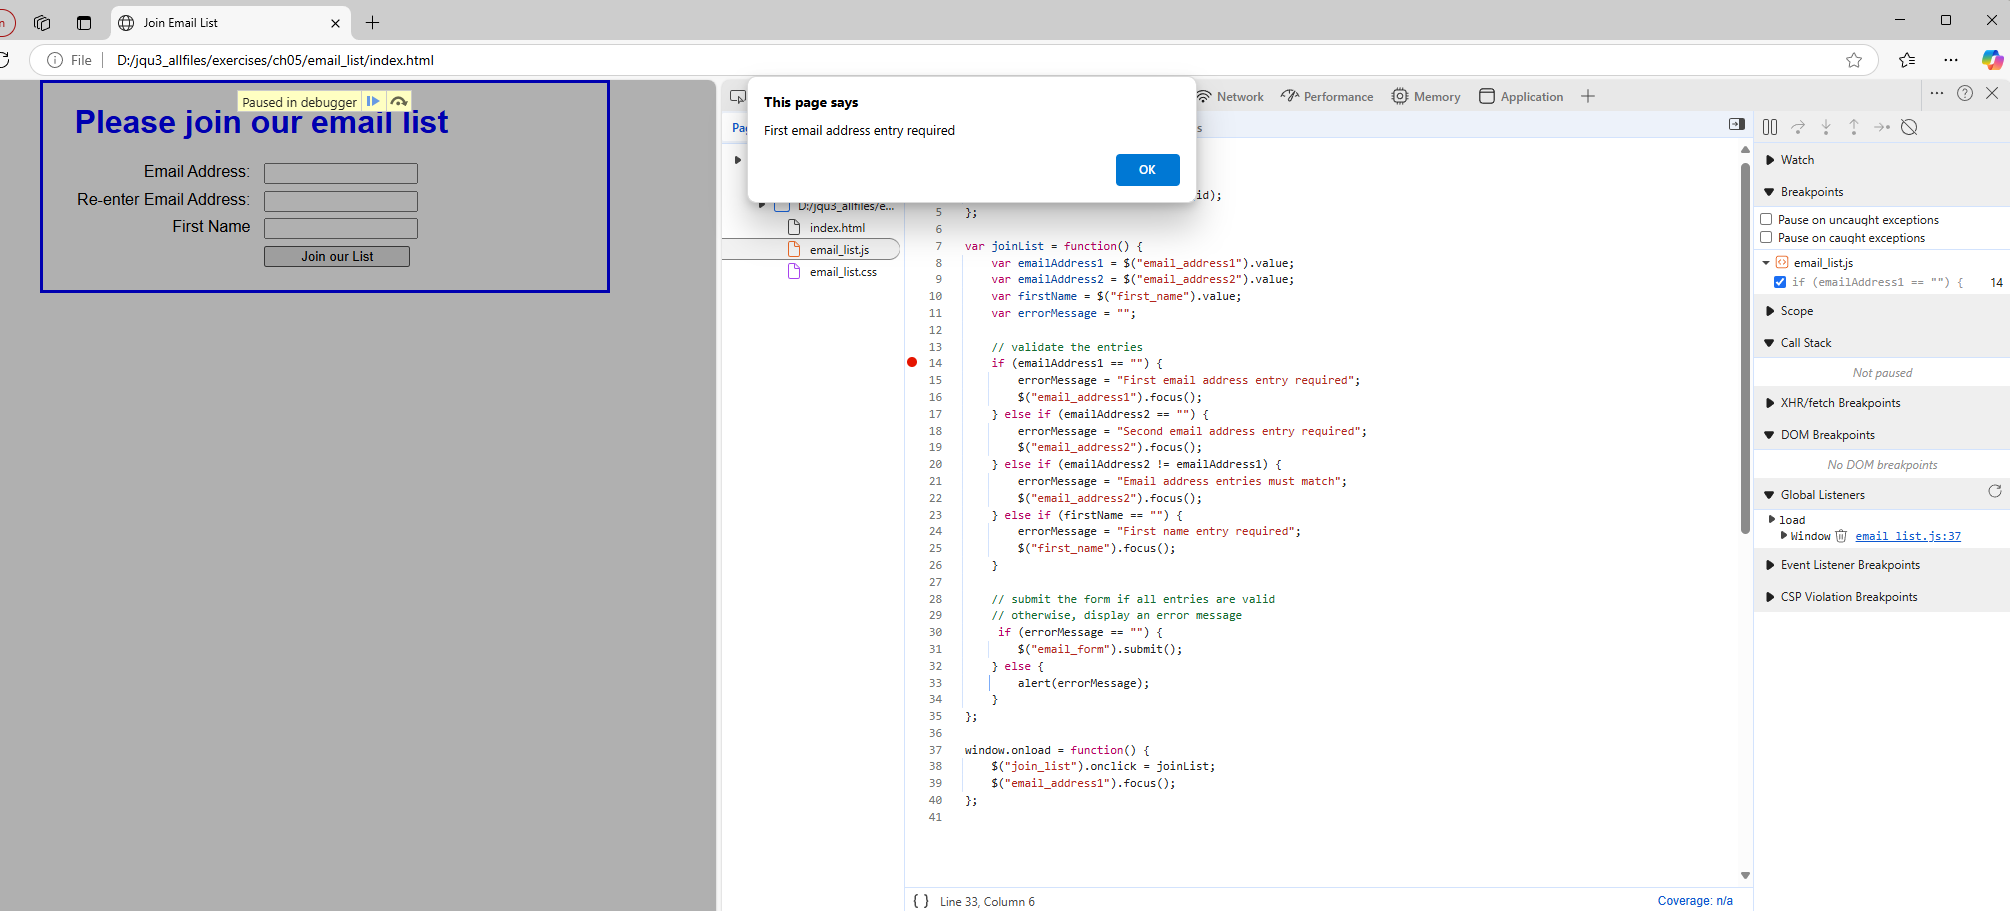 Join Email List
File
D:/jqu3_allfiles/exercises/ch05/email_list/index.html
Paused in debugger
Please join our email list
Email Address:
Re-enter Email Address:
First Name
Join our List
This page says
First email address entry required
OK
Network
Performance
Memory
Application
D:/jqu3_allfiles/e...
index.html
email_list.js
email_list.css
id);
5 };
6
7 var joinList = function() {
8 var emailAddress1 = $("email_address1").value;
9 var emailAddress2 = $("email_address2").value;
10 var firstName = $("first_name").value;
11 var errorMessage = "";
12
13 // validate the entries
14 if (emailAddress1 == "") {
15 errorMessage = "First email address entry required";
16 $("email_address1").focus();
17 } else if (emailAddress2 == "") {
18 errorMessage = "Second email address entry required";
19 $("email_address2").focus();
20 } else if (emailAddress2 != emailAddress1) {
21 errorMessage = "Email address entries must match";
22 $("email_address2").focus();
23 } else if (firstName == "") {
24 errorMessage = "First name entry required";
25 $("first_name").focus();
26 }
27
28 // submit the form if all entries are valid
29 // otherwise, display an error message
30 if (errorMessage == "") {
31 $("email_form").submit();
32 } else {
33 alert(errorMessage);
34 }
35 };
36
37 window.onload = function() {
38 $("join_list").onclick = joinList;
39 $("email_address1").focus();
40 };
41
{ } Line 33, Column 6
Coverage: n/a
Watch
Breakpoints
Pause on uncaught exceptions
Pause on caught exceptions
email_list.js
if (emailAddress1 == "") { 14
Scope
Call Stack
Not paused
XHR/fetch Breakpoints
DOM Breakpoints
No DOM breakpoints
Global Listeners
load
Window email_list.js:37
Event Listener Breakpoints
CSP Violation Breakpoints